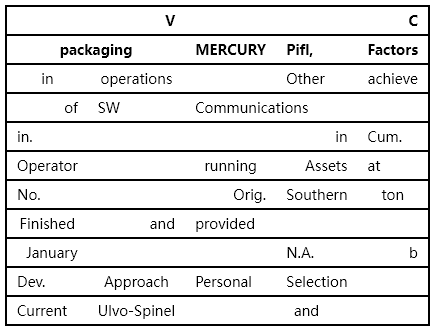 V C
packaging MERCURY Pifl, Factors
in operations Other achieve
of SW Communications
in. in Cum.
Operator running Assets at
No. Orig. Southern ton
Finished and provided
January N.A. b
Dev. Approach Personal Selection
Current Ulvo-Spinel and